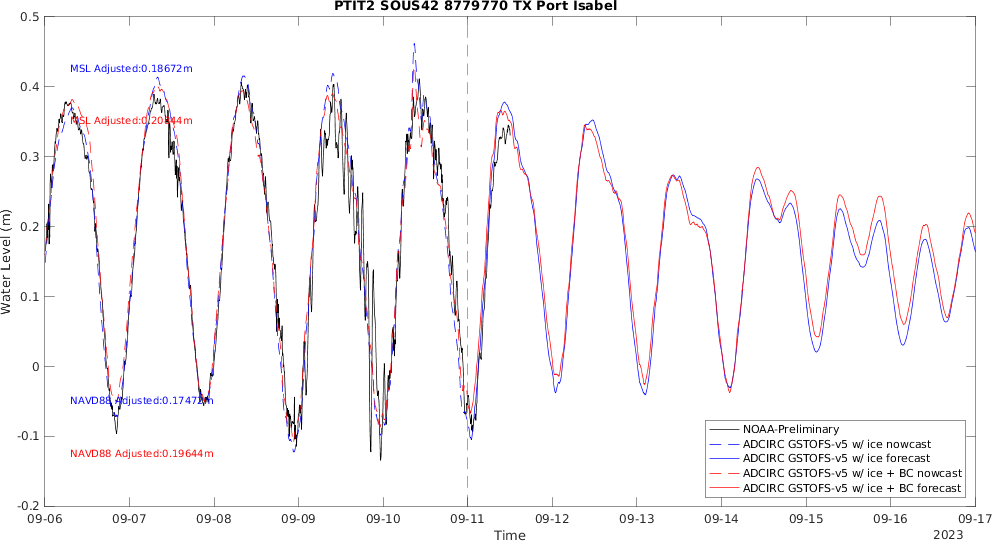 PTIT2 SOUS42 8779770 TX Port Isabel
0.5
0.4
0.3
0.2
0.1
0
-0.1
-0.2
Water Level (m)
MSL Adjusted:0.18672m
MSL
NAVD88
NAVD88 Adjusted:0.19644m
NOAA-Preliminary
ADCIRC GSTOFS-v5 w/ ice nowcast
ADCIRC GSTOFS-v5 w/ ice forecast
ADCIRC GSTOFS-v5 w/ ice + BC nowcast
ADCIRC GSTOFS-v5 w/ ice + BC forecast
09-06 09-07 09-08 09-09 09-10 09-11 09-12 09-13 09-14 09-15 09-16 09-17
Time
2023